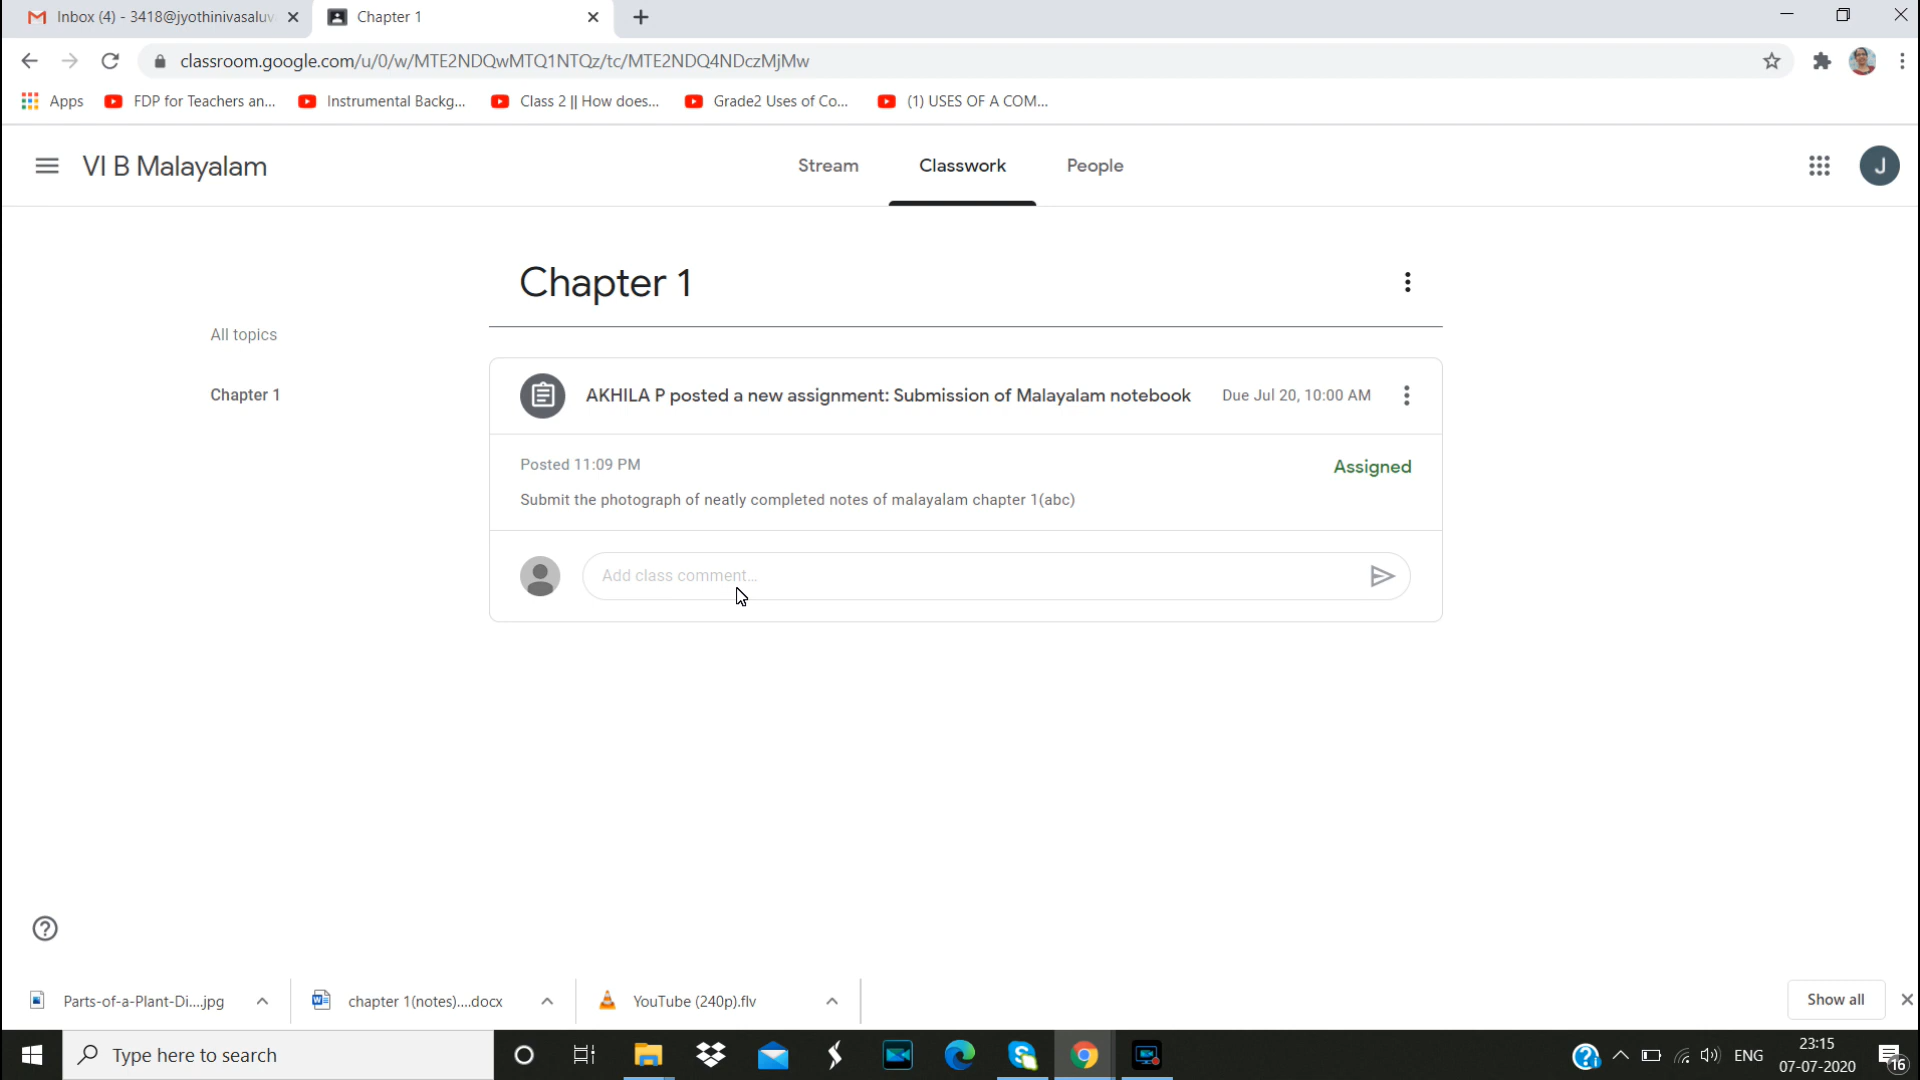 Inbox (4) - 3418@jyothinivasaluv
Chapter 1
classroom.google.com/u/0/w/MTE2NDQwMTQ1NTQz/tc/MTE2NDQ4NDczMjMw
Apps
FDP for Teachers an...
Instrumental Backg...
Class 2 || How does...
Grade2 Uses of Co...
(1) USES OF A COM...
VI B Malayalam
Stream
Classwork
People
J
Chapter 1
All topics
Chapter 1
AKHILA P posted a new assignment: Submission of Malayalam notebook
Due Jul 20, 10:00 AM
Posted 11:09 PM
Assigned
Submit the photograph of neatly completed notes of malayalam chapter 1(abc)
Add class comment...
Parts-of-a-Plant-Di....jpg
chapter 1(notes)....docx
YouTube (240p).flv
Show all
Type here to search
ENG
23:15
07-07-2020
16